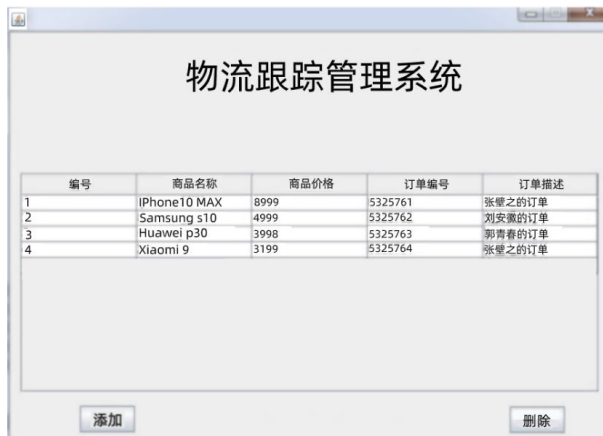 物流跟踪管理系统
编号 商品名称 商品价格 订单编号 订单描述
1 IPhone10 MAX 8999 5325761 张壁之的订单
2 Samsung s10 4999 5325762 刘安徽的订单
3 Huawei p30 3998 5325763 郭青春的订单
4 Xiaomi 9 3199 5325764 张壁之的订单
添加 删除